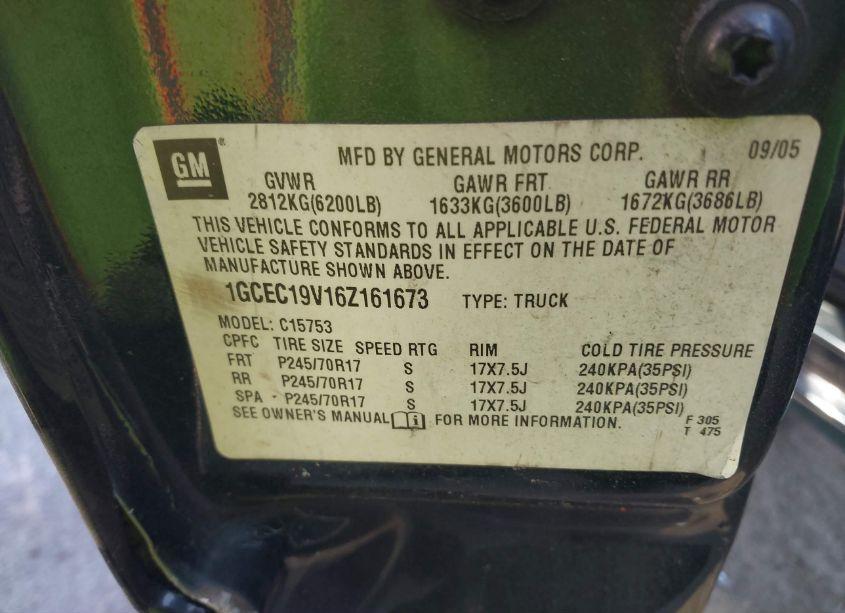 GM
MFD BY GENERAL MOTORS CORP. 09/05
GVWR GAWR FRT GAWR RR
2812KG(6200LB) 1633KG(3600LB) 1672KG(3686LB)
THIS VEHICLE CONFORMS TO ALL APPLICABLE U.S. FEDERAL MOTOR
VEHICLE SAFETY STANDARDS IN EFFECT ON THE DATE OF
MANUFACTURE SHOWN ABOVE.
1GCEC19V16Z161673 TYPE: TRUCK
MODEL: C15753
CPFC TIRE SIZE SPEED RTG RIM COLD TIRE PRESSURE
FRT P245/70R17 S 17X7.5J 240KPA(35PSI)
RR P245/70R17 S 17X7.5J 240KPA(35PSI)
SPA P245/70R17 S 17X7.5J 240KPA(35PSI)
SEE OWNER'S MANUAL i FOR MORE INFORMATION.
F 305
T 475